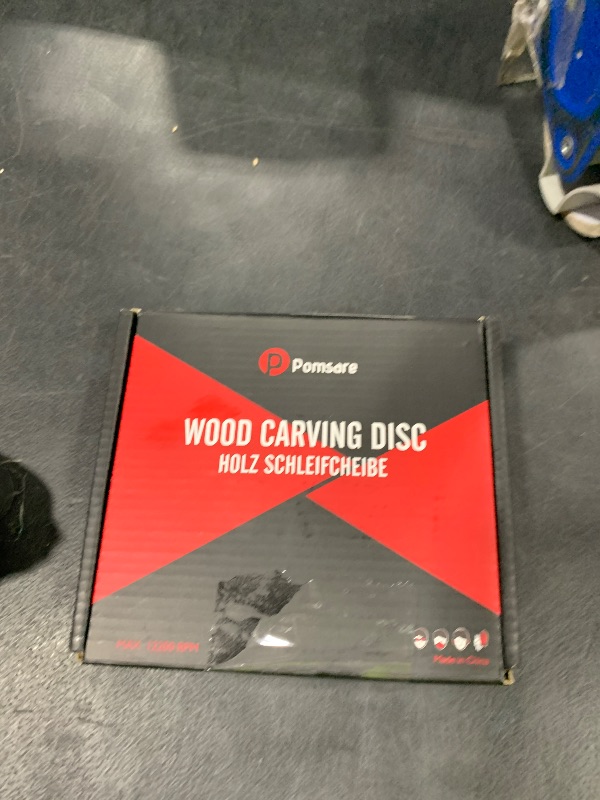 Pomsare
WOOD CARVING DISC
HOLZ SCHLEIFCHEIBE
Made in China